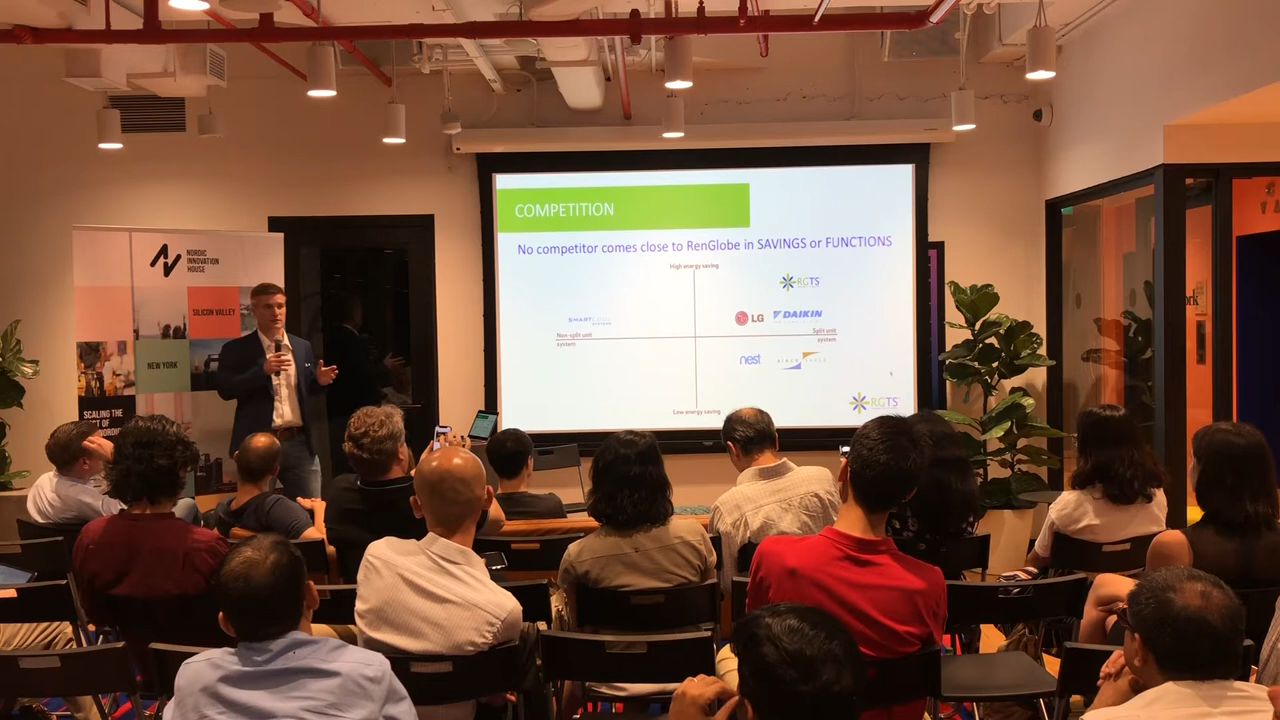 NORDIC
INNOVATION
HOUSE
SILICON VALLEY
NEW YORK
SCALING THE
COMPETITION
No competitor comes close to RenGlobe in SAVINGS or FUNCTIONS
High energy saving
RGTS
SMART
SYSTEMS
LG
DAIKIN
Non-split unit
system
Split unit
system
nest
Low energy saving
RGTS